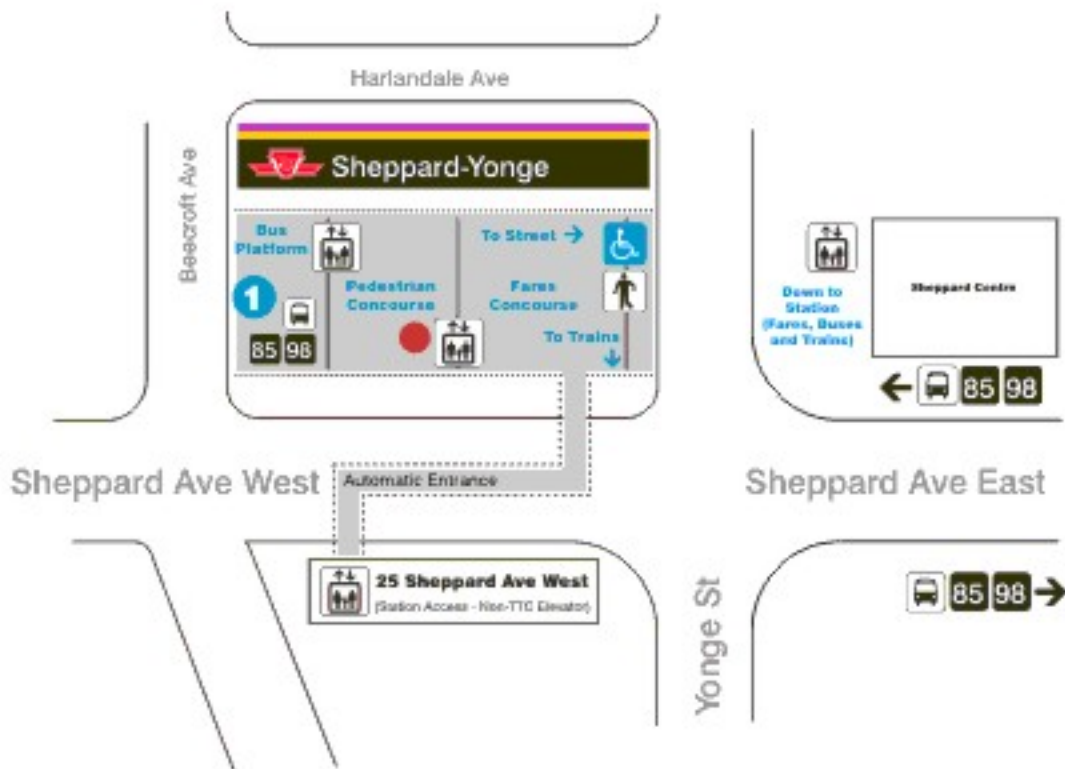 Harlandale Ave
Beecroft Ave
Sheppard-Yonge
Bus
Platform
To Street →
1
Pedestrian
Concourse
Fares
Concourse
85 98
To Trains
↓
Down to
Station
(Fares, Buses
and Trains)
Sheppard Centre
← 85 98
Sheppard Ave West
Automatic Entrance
Sheppard Ave East
25 Sheppard Ave West
(Station Access - Non-TTC Elevator)
Yonge St
85 98 →